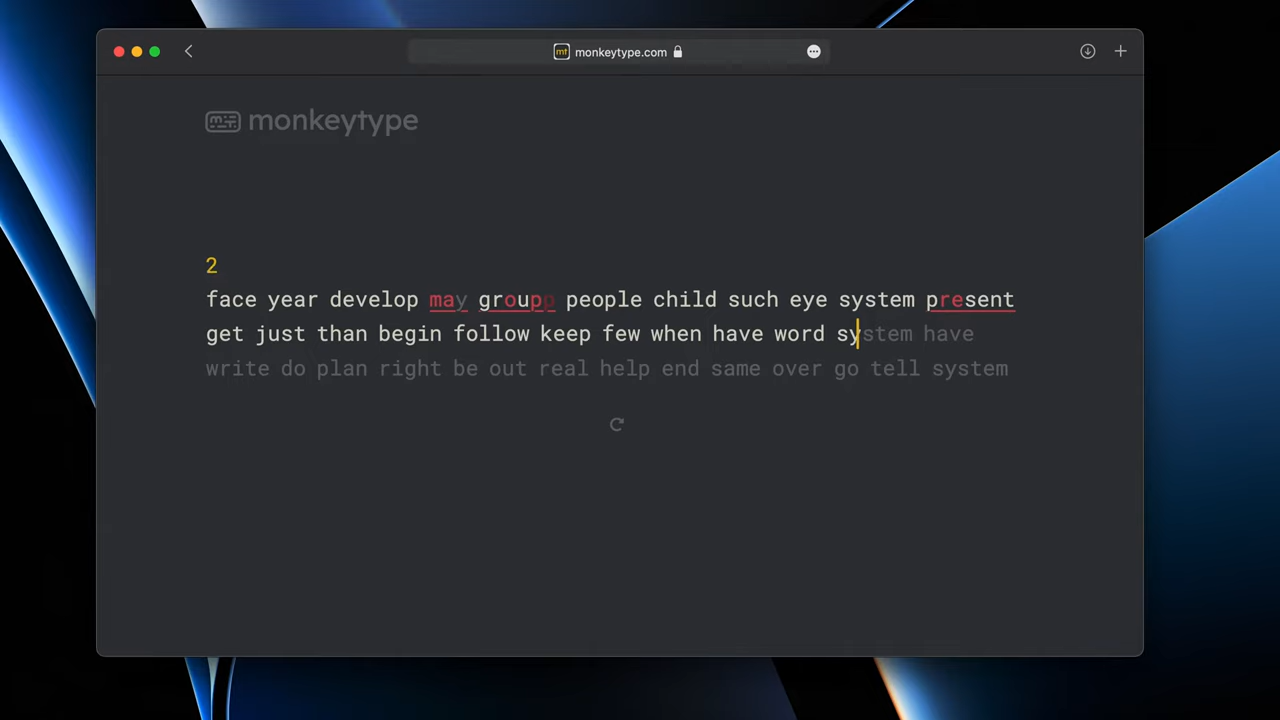 mt monkeytype.com
monkeytype
2
face year develop may groupp people child such eye system present
get just than begin follow keep few when have word system have
write do plan right be out real help end same over go tell system